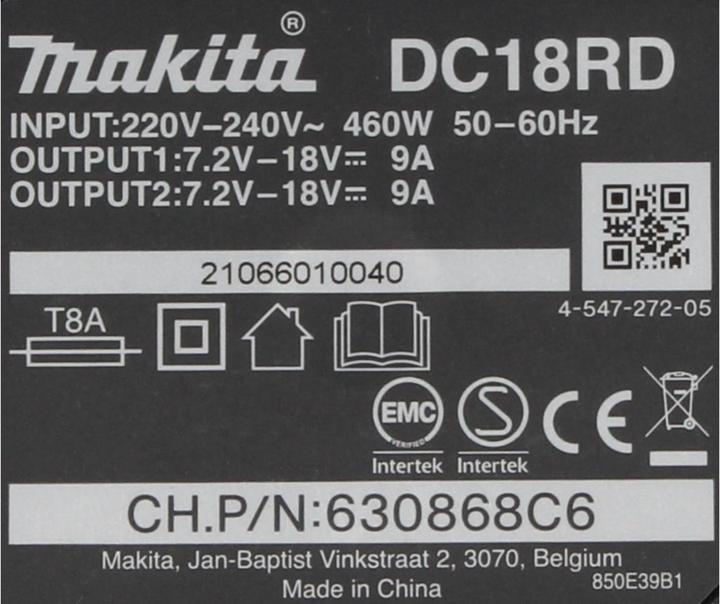 Makita® DC18RD
INPUT:220V–240V~ 460W 50–60Hz
OUTPUT1:7.2V–18V⎓ 9A
OUTPUT2:7.2V–18V⎓ 9A
21066010040
4-547-272-05
T8A
EMC
VERIFIED
Intertek
S
Intertek
CE
CH.P/N:630868C6
Makita, Jan-Baptist Vinkstraat 2, 3070, Belgium
Made in China
850E39B1